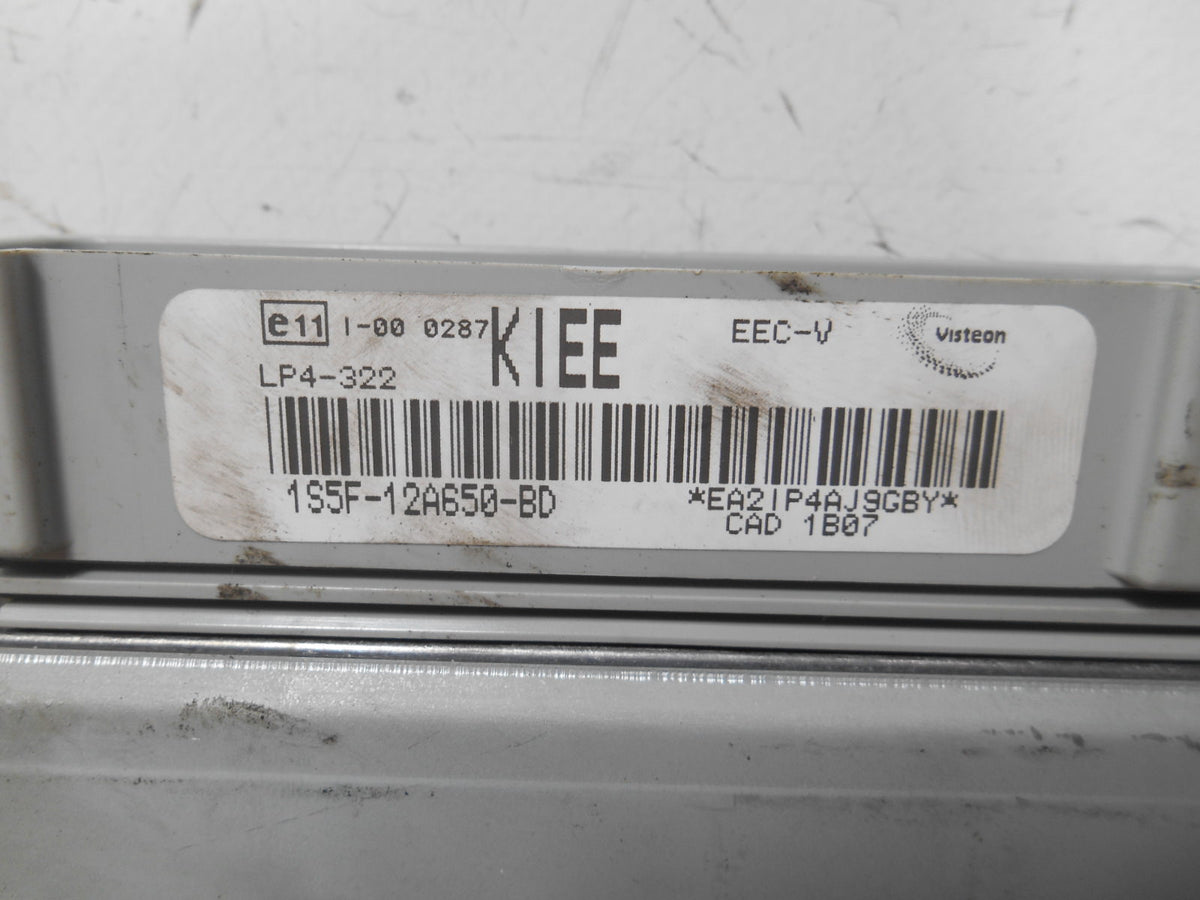 e11 I-00 0287 KIEE EEC-V Visteon
LP4-322
1S5F-12A650-BD *EA2IP4AJ9GBY*
CAD 1B07